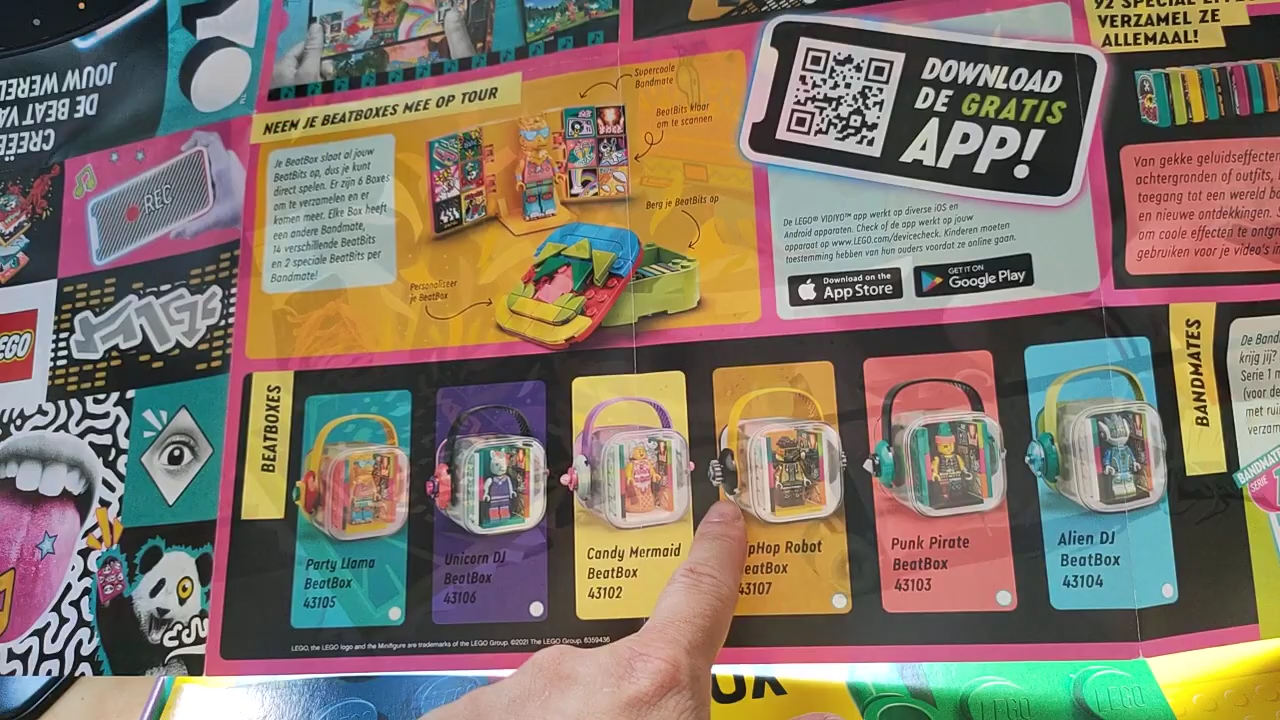 92 SPECIAL
VERZAMEL ZE
ALLEMAAL!
CREËE
DE BEAT VA
JOUW WEREL
REC
LEGO
NEEM JE BEATBOXES MEE OP TOUR
Je BeatBox slaat al jouw
BeatBits op, dus je kunt
direct spelen. Er zijn 6 Boxes
om te verzamelen en er
komen meer. Elke Box heeft
een andere Bandmate,
14 verschillende BeatBits
en 2 speciale BeatBits per
Bandmate!
Supercoole
Bandmate
BeatBits klaar
om te scannen
Berg je BeatBits op
Personaliseer
je BeatBox
DOWNLOAD
DE GRATIS
APP!
De LEGO® VIDIYO™ app werkt op diverse iOS en
Android apparaten. Check of de app werkt op jouw
apparaat op www.LEGO.com/devicecheck. Kinderen moeten
toestemming hebben van hun ouders voordat ze online gaan.
Download on the
App Store
GET IT ON
Google Play
Van gekke geluidseffecte
achtergronden of outfits,
toegang tot een wereld b
en nieuwe ontdekkingen.
om coole effecten te ontgr
gebruiken voor je video's
BEATBOXES
Party Llama
BeatBox
43105
Unicorn DJ
BeatBox
43106
Candy Mermaid
BeatBox
43102
pHop Robot
eatBox
43107
Punk Pirate
BeatBox
43103
Alien DJ
BeatBox
43104
BANDMATES
De Band
krijg jij?
Serie 1 m
(voor de
met rui
verzam
BANDMATE
SERIE
LEGO, the LEGO logo and the Minifigure are trademarks of the LEGO Group. ©2021 The LEGO Group. 6359436
LEGO
LEGO